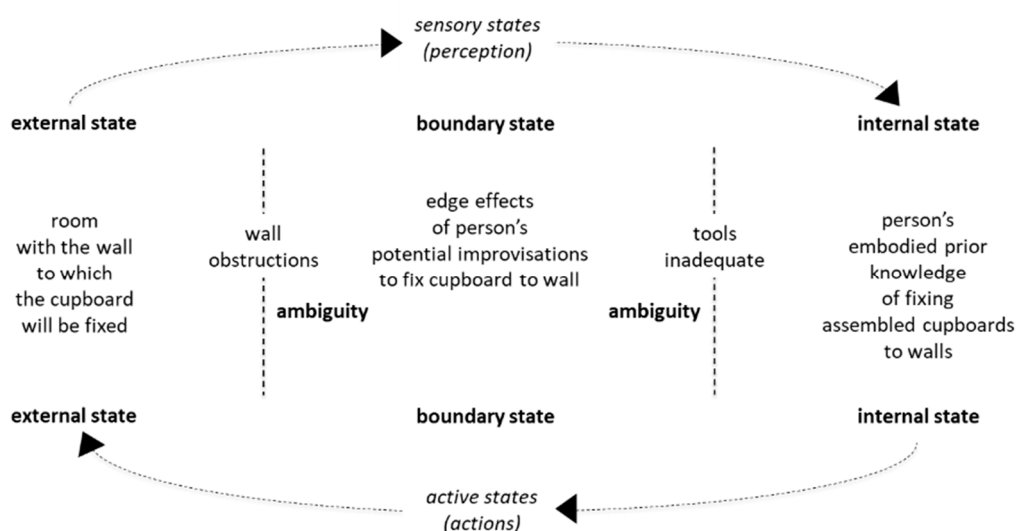 sensory states
(perception)
external state
boundary state
internal state
room
with the wall
to which
the cupboard
will be fixed
wall
obstructions
edge effects
of person's
potential improvisations
to fix cupboard to wall
tools
inadequate
person's
embodied prior
knowledge
of fixing
assembled cupboards
to walls
ambiguity
ambiguity
external state
boundary state
internal state
active states
(actions)